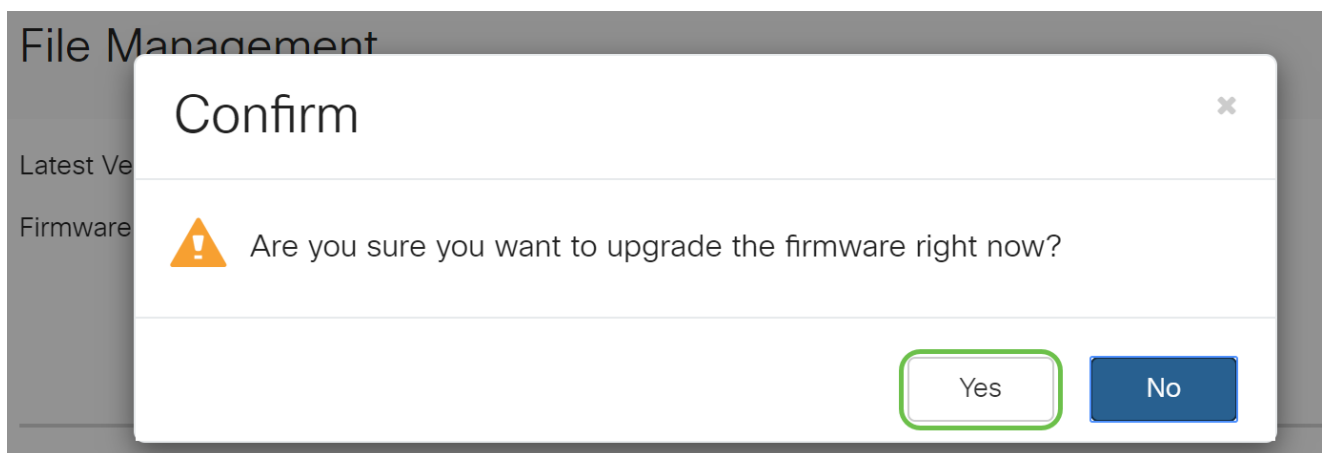 File Management
Confirm
Latest Ve
Firmware
Are you sure you want to upgrade the firmware right now?
Yes
No